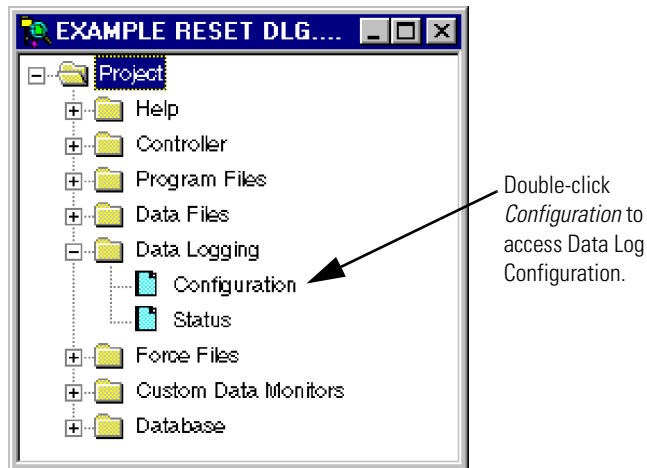 EXAMPLE RESET DLG....
Project
Help
Controller
Program Files
Data Files
Data Logging
Configuration
Status
Force Files
Custom Data Monitors
Database
Double-click
Configuration to
access Data Log
Configuration.